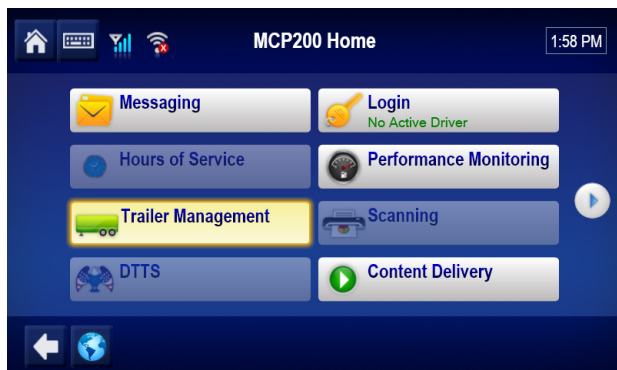 MCP200 Home
1:58 PM
Messaging
Login
No Active Driver
Hours of Service
Performance Monitoring
Trailer Management
Scanning
DTTS
Content Delivery